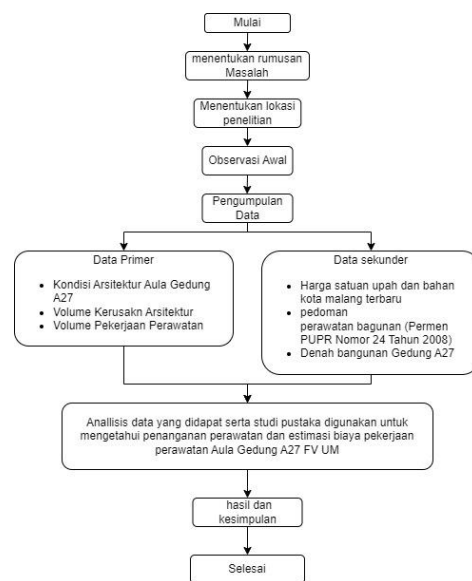 Mulai
menentukan rumusan
Masalah
Menentukan lokasi
penelitian
Observasi Awal
Pengumpulan
Data
Data Primer
• Kondisi Arsitektur Aula Gedung
A27
• Volume Kerusakn Arsitektur
• Volume Pekerjaan Perawatan
Data sekunder
• Harga satuan upah dan bahan
kota malang terbaru
• pedoman
perawatan bagunan (Permen
PUPR Nomor 24 Tahun 2008)
• Denah bangunan Gedung A27
Anallisis data yang didapat serta studi pustaka digunakan untuk
mengetahui penanganan perawatan dan estimasi biaya pekerjaan
perawatan Aula Gedung A27 FV UM
hasil dan
kesimpulan
Selesai